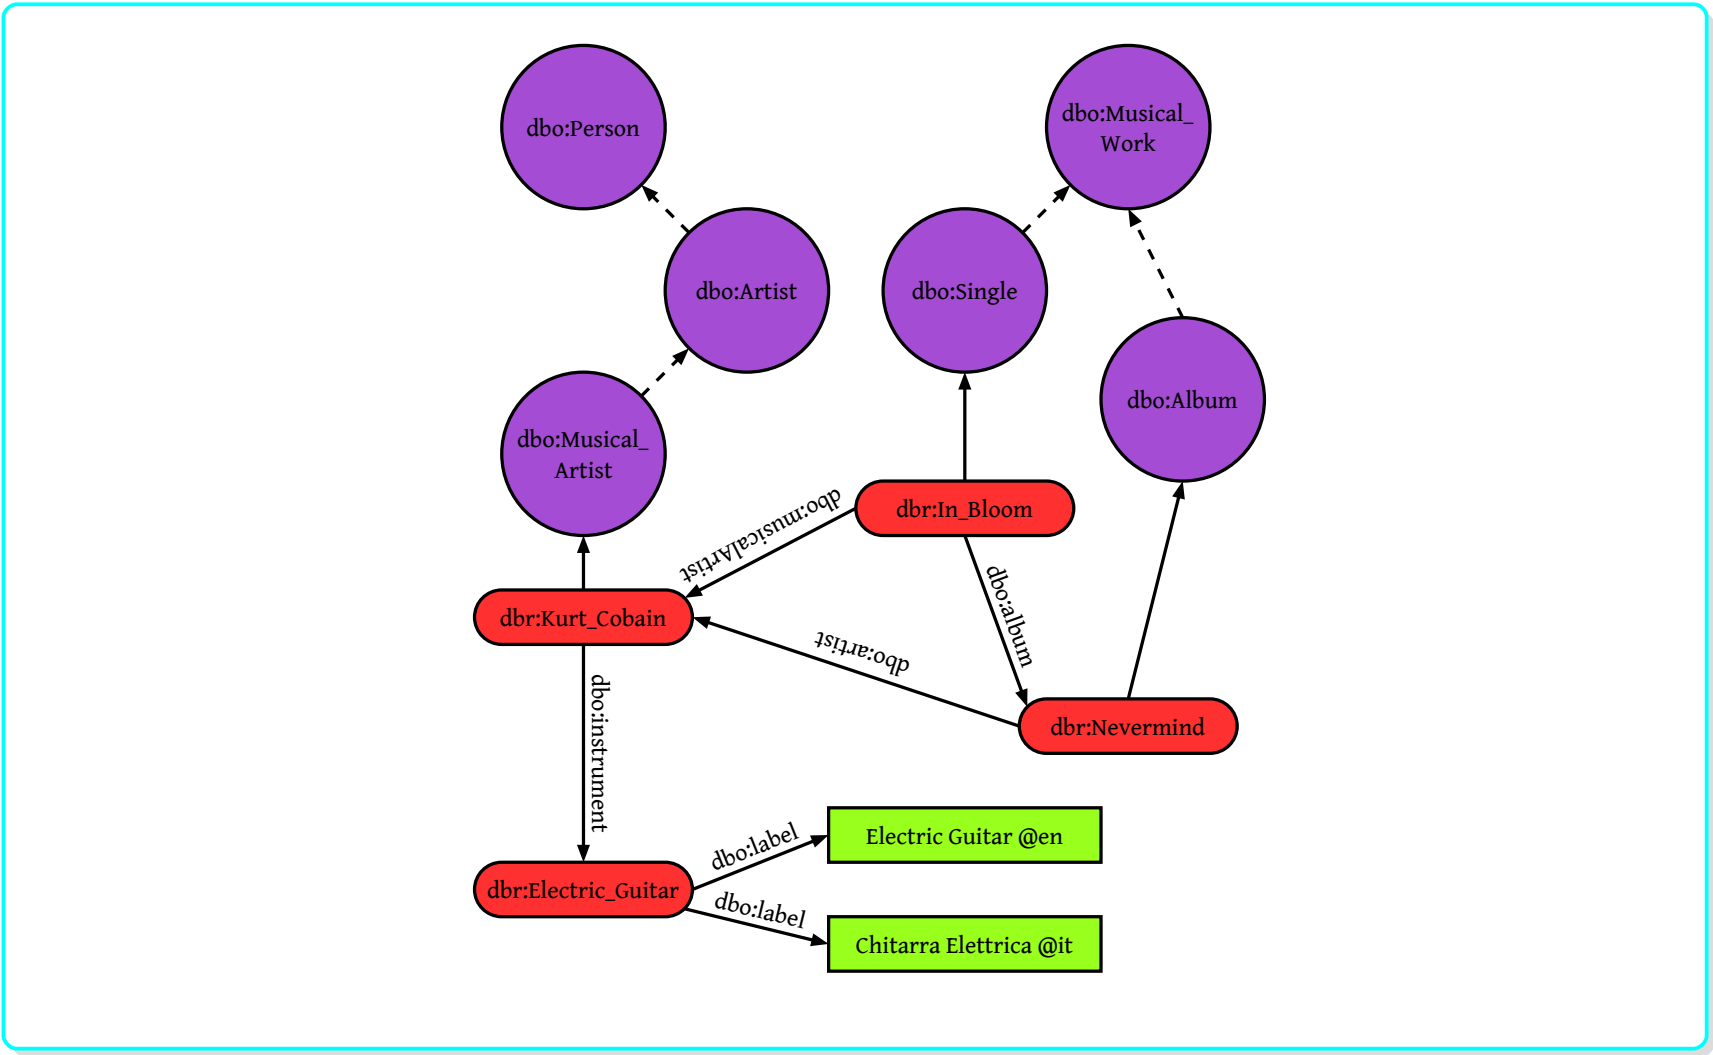 dbo:Person
dbo:Musical_
Work
dbo:Artist
dbo:Single
dbo:Album
dbo:Musical_
Artist
dbr:In_Bloom
dbo:musicalArtist
dbo:album
dbr:Kurt_Cobain
dbo:artist
dbo:instrument
dbr:Nevermind
dbo:label
Electric Guitar @en
dbr:Electric_Guitar
dbo:label
Chitarra Elettrica @it